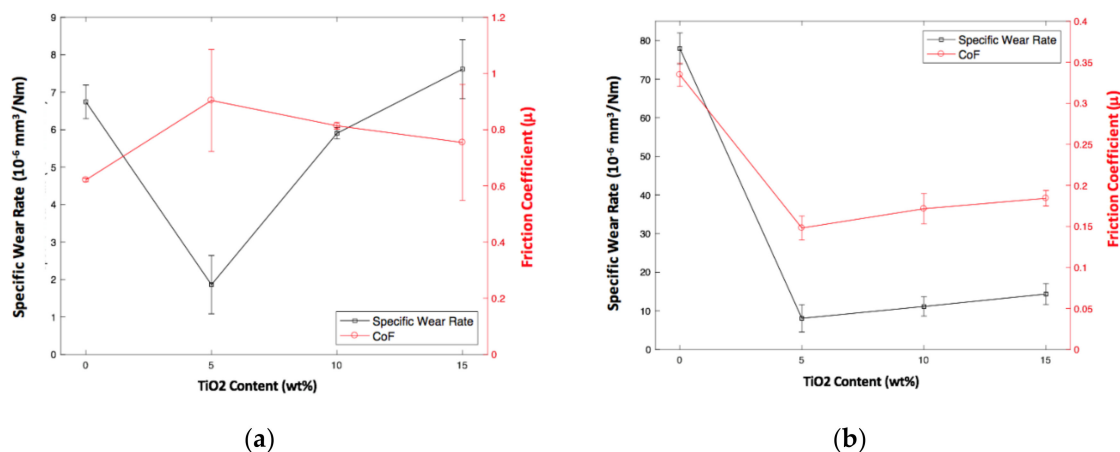 9
8
7
6
5
4
3
2
1
0
Specific Wear Rate (10⁻⁶ mm³/Nm)
1.2
1
0.8
0.6
0.4
0.2
0
Friction Coefficient (μ)
Specific Wear Rate
CoF
0 5 10 15
TiO2 Content (wt%)
(a)
80
70
60
50
40
30
20
10
0
Specific Wear Rate (10⁻⁶ mm³/Nm)
0.4
0.35
0.3
0.25
0.2
0.15
0.1
0.05
0
Friction Coefficient (μ)
Specific Wear Rate
CoF
0 5 10 15
TiO2 Content (wt%)
(b)